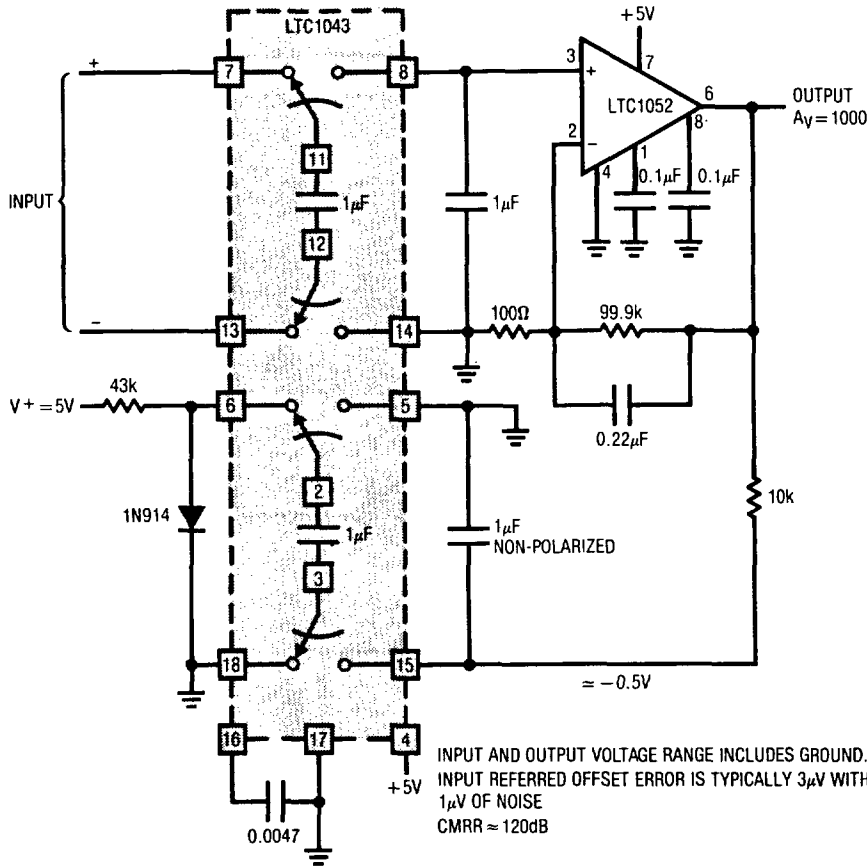 LTC1043
+5V
+
7
8
3
+
7
LTC1052
6
OUTPUT
A_V=1000
2
−
8
11
4
1
0.1µF
0.1µF
INPUT
1µF
1µF
12
−
13
14
100Ω
99.9k
43k
V+=5V
6
5
0.22µF
2
1N914
1µF
1µF
NON-POLARIZED
10k
3
18
15
≃−0.5V
16
17
4
+5V
0.0047
INPUT AND OUTPUT VOLTAGE RANGE INCLUDES GROUND.
INPUT REFERRED OFFSET ERROR IS TYPICALLY 3µV WITH
1µV OF NOISE
CMRR ≈ 120dB